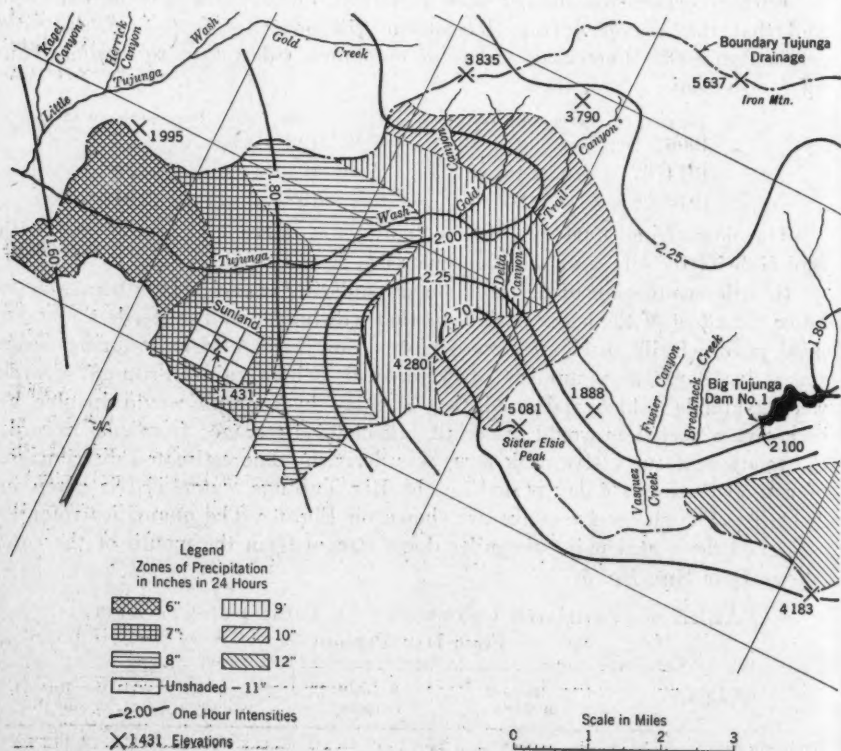 Kagel
Canyon
Herrick
Canyon
Little
Tujunga
Wash
Gold
Creek
3835
Boundary Tujunga
Drainage
5637
Iron Mtn.
3790
1995
Canyon
Canyon
1.80
Trail
Wash
Gold
2.00
2.25
1.60
Tujunga
Delta
Canyon
2.25
Sunland
2.70
1.80
4280
1431
5081
1888
Fusier Canyon
Breakneck
Creek
Big Tujunga
Dam No. 1
2100
Sister Elsie
Peak
Vasquez
Creek
N
4183
Legend
Zones of Precipitation
in Inches in 24 Hours
6"
9"
7"
10"
8"
12"
Unshaded – 11"
2.00 One Hour Intensities
1431 Elevations
Scale in Miles
0 1 2 3